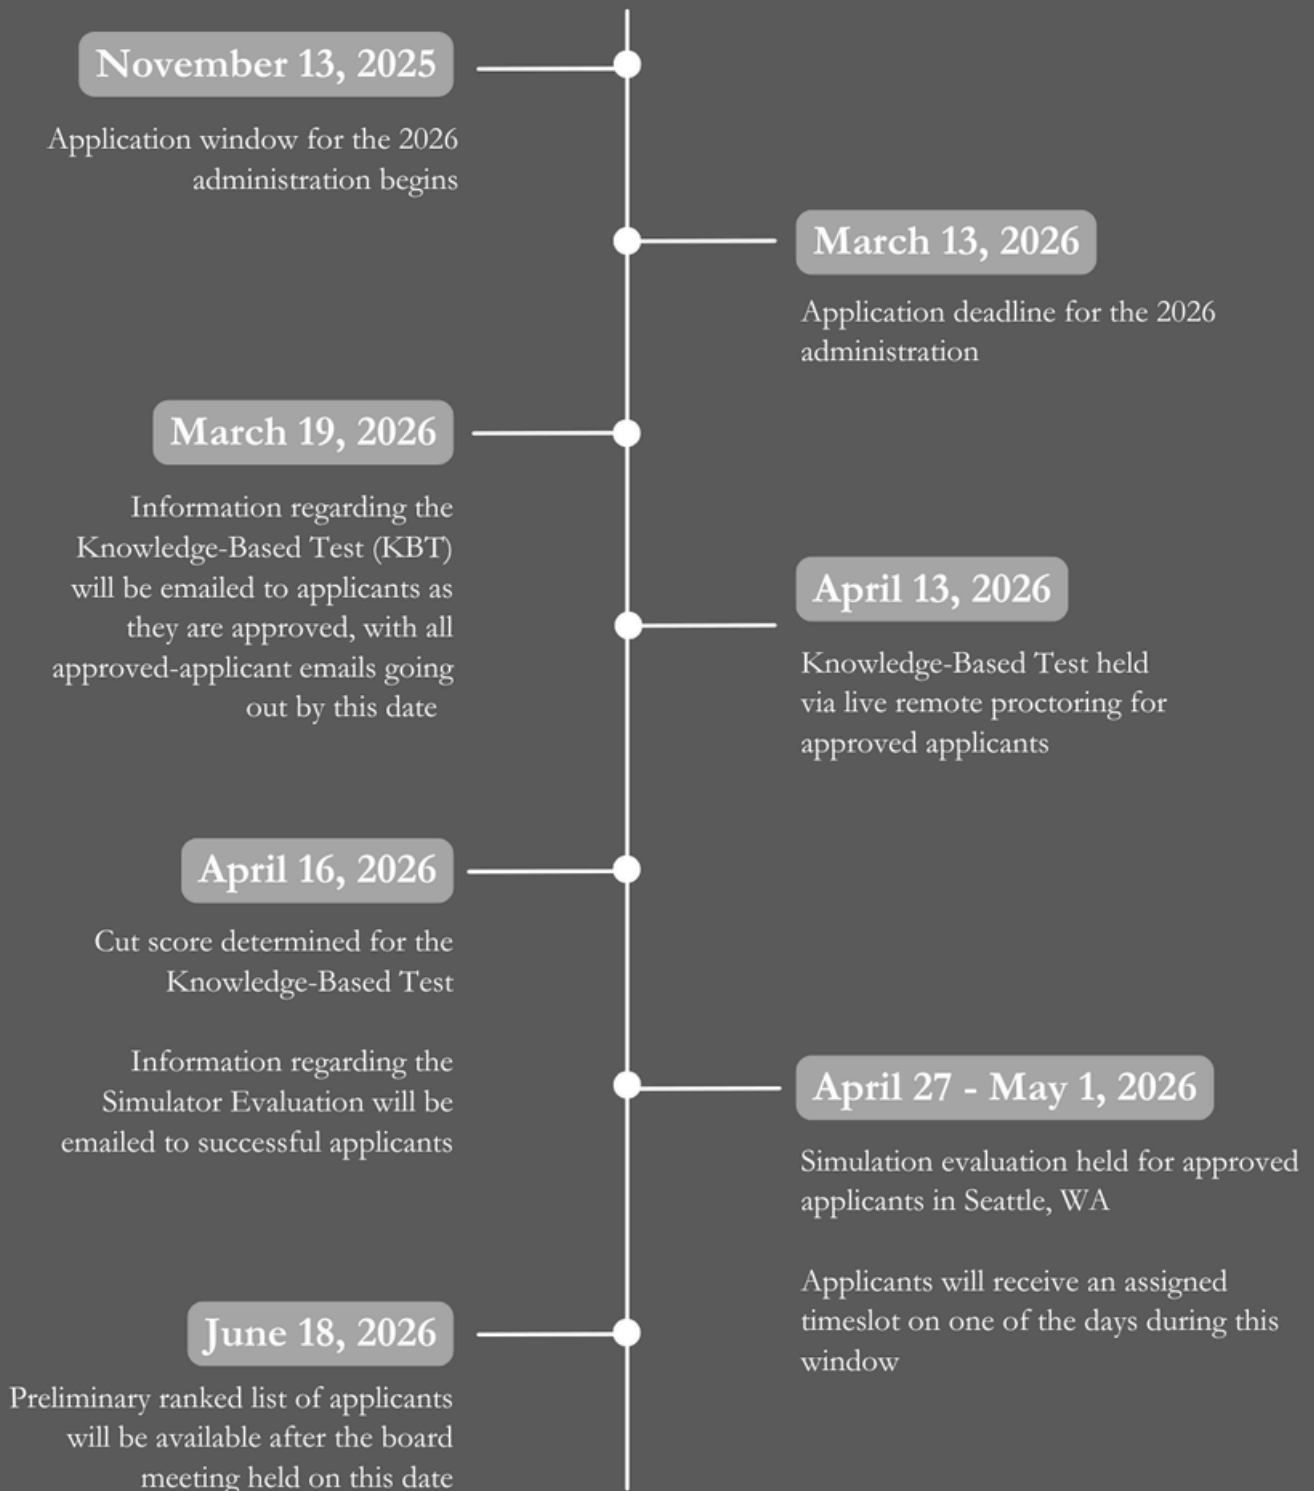 November 13, 2025
Application window for the 2026
administration begins
March 13, 2026
Application deadline for the 2026
administration
March 19, 2026
Information regarding the
Knowledge-Based Test (KBT)
will be emailed to applicants as
they are approved, with all
approved-applicant emails going
out by this date
April 13, 2026
Knowledge-Based Test held
via live remote proctoring for
approved applicants
April 16, 2026
Cut score determined for the
Knowledge-Based Test
Information regarding the
Simulator Evaluation will be
emailed to successful applicants
April 27 - May 1, 2026
Simulation evaluation held for approved
applicants in Seattle, WA
Applicants will receive an assigned
timeslot on one of the days during this
window
June 18, 2026
Preliminary ranked list of applicants
will be available after the board
meeting held on this date